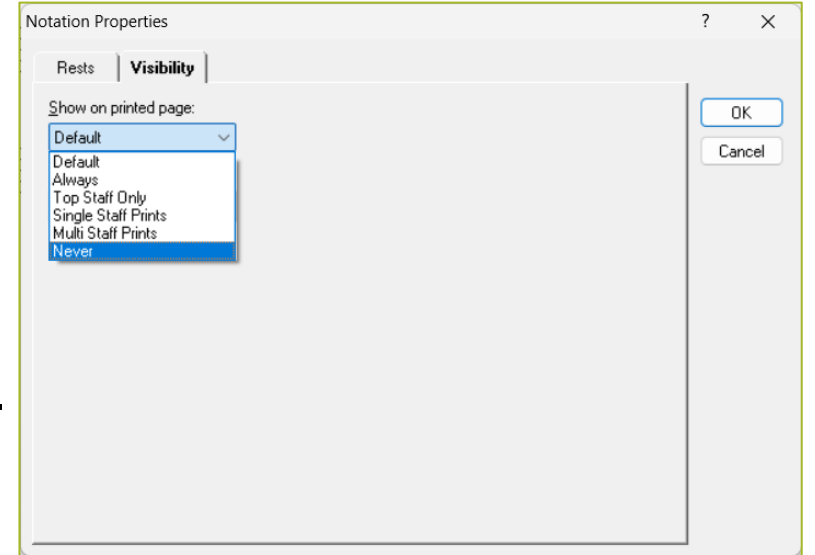 Notation Properties ? ×
Rests Visibility
Show on printed page:
OK
Default
Cancel
Default
Always
Top Staff Only
Single Staff Prints
Multi Staff Prints
Never